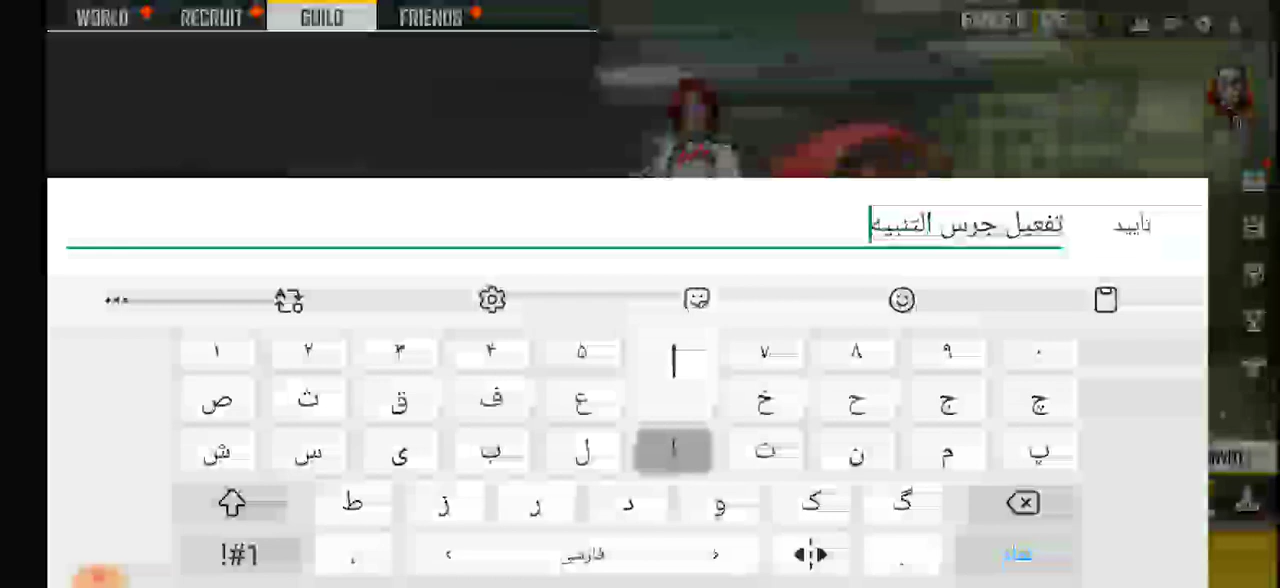 WORLD RECRUIT GUILD FRIENDS
تفعيل جرس التنبيه
تایید
۱ ۲ ۳ ۴ ۵ ۷ ۸ ۹ ۰
ا
ص ث ق ف ع خ ح ج چ
ش س ی ب ل ا ت ن م پ
ط ز ر د و ک گ
!#1 ، فارسی .